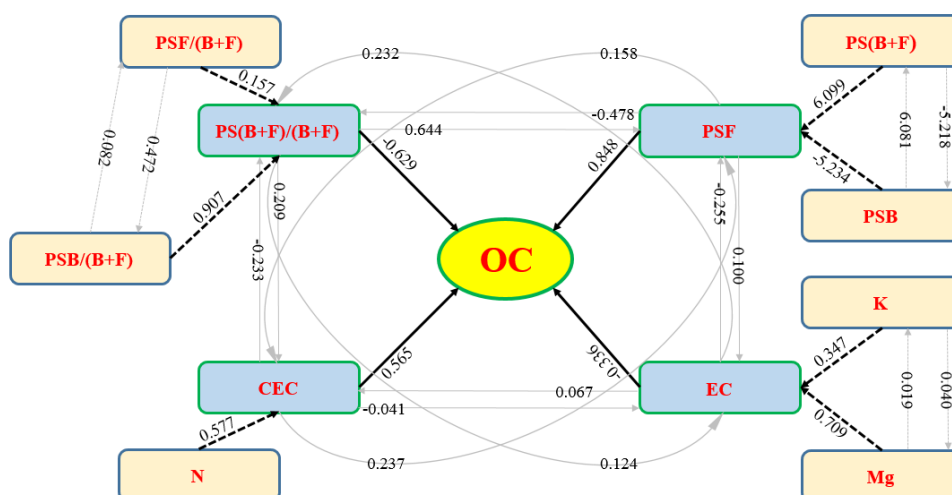 PSF/(B+F)
0.232
0.158
PS(B+F)
0.157
6.099
-5.218
0.082
0.472
PS(B+F)/(B+F)
-0.478
0.644
PSF
6.081
-0.629
0.848
-5.234
0.907
0.209
-0.255
PSB
PSB/(B+F)
-0.233
OC
0.100
K
0.565
-0.336
0.347
CEC
0.067
-0.041
EC
0.019
0.040
0.577
0.709
N
0.237
0.124
Mg